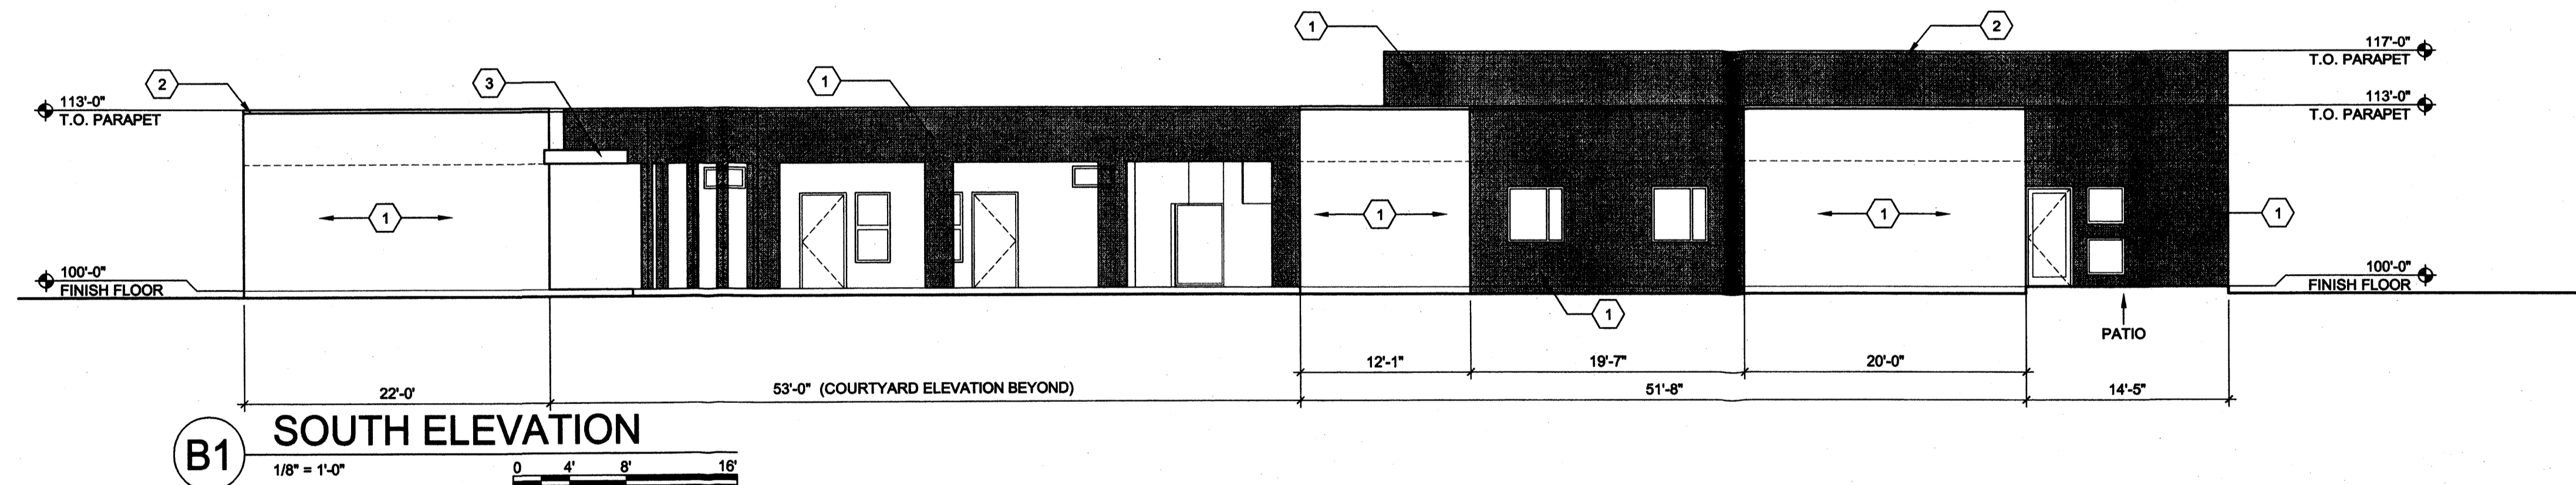 1
2
117'-0"
T.O. PARAPET
2
3
1
113'-0"
T.O. PARAPET
113'-0"
T.O. PARAPET
1
1
1
1
100'-0"
FINISH FLOOR
100'-0"
FINISH FLOOR
1
PATIO
12'-1"
19'-7"
20'-0"
22'-0'
53'-0" (COURTYARD ELEVATION BEYOND)
51'-8"
14'-5"
B1
SOUTH ELEVATION
1/8" = 1'-0"
0 4' 8' 16'